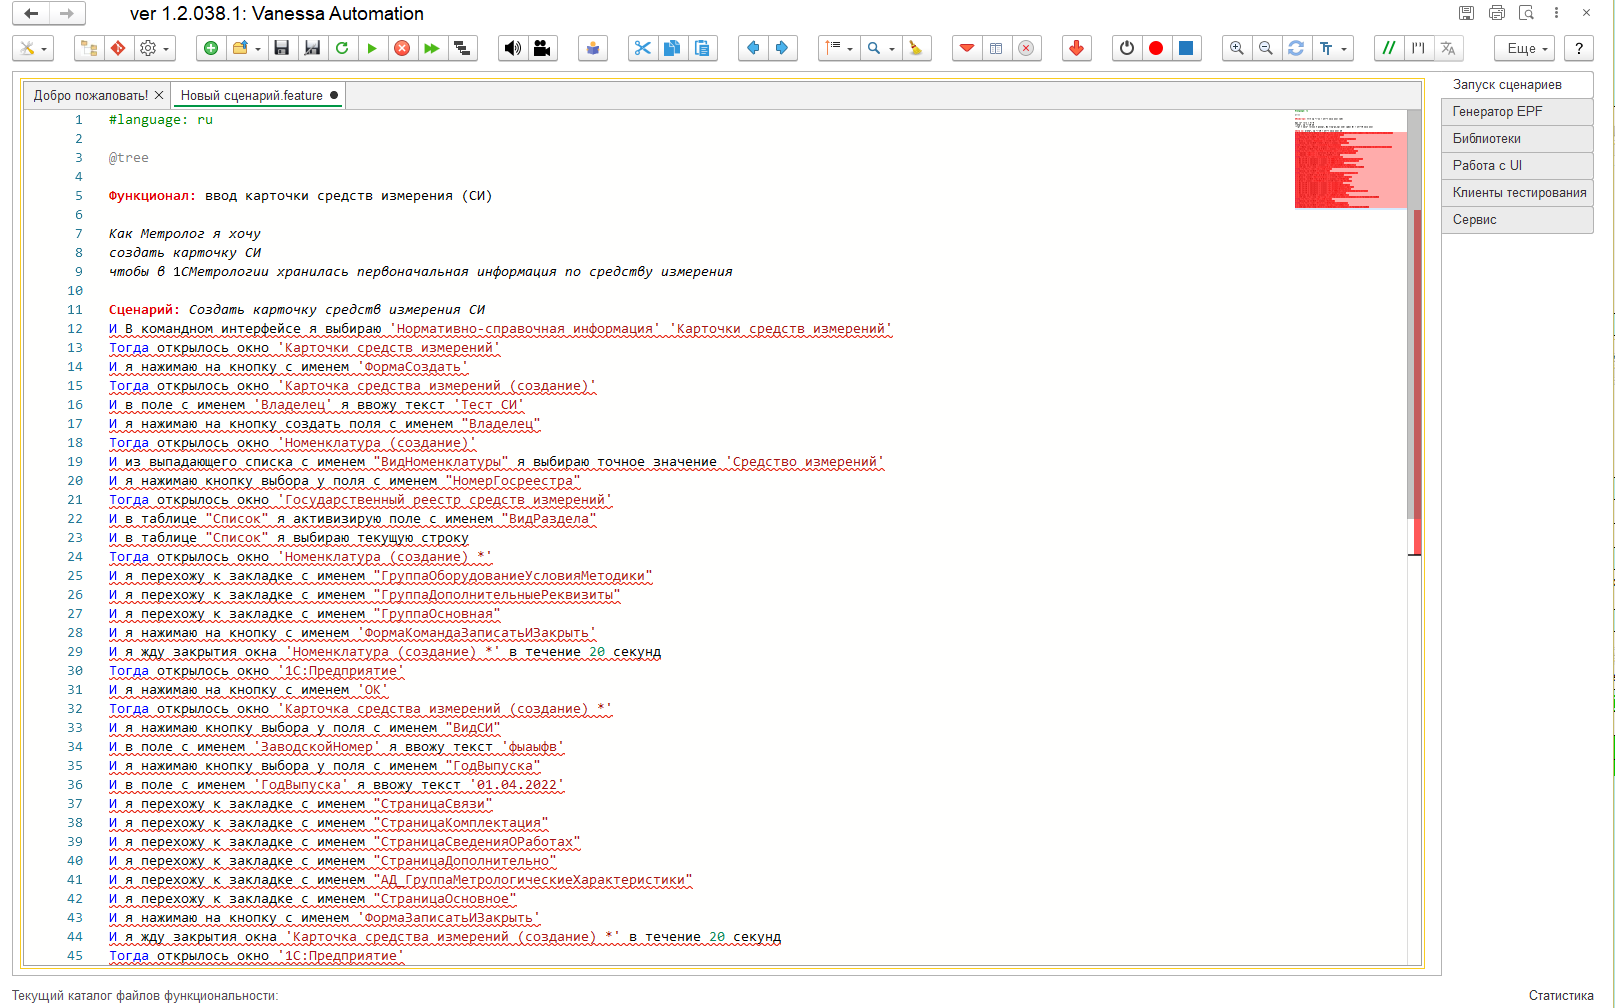 ver 1.2.038.1: Vanessa Automation
Еще
?
Добро пожаловать!
Новый сценарий.feature
Запуск сценариев
Генератор EPF
Библиотеки
Работа с UI
Клиенты тестирования
Сервис
1 #language: ru
2
3 @tree
4
5 Функционал: ввод карточки средств измерения (СИ)
6
7 Как Метролог я хочу
8 создать карточку СИ
9 чтобы в 1СМетрологии хранилась первоначальная информация по средству измерения
10
11 Сценарий: Создать карточку средств измерения СИ
12 И В командном интерфейсе я выбираю 'Нормативно-справочная информация' 'Карточки средств измерений'
13 Тогда открылось окно 'Карточки средств измерений'
14 И я нажимаю на кнопку с именем 'ФормаСоздать'
15 Тогда открылось окно 'Карточка средства измерений (создание)'
16 И в поле с именем 'Владелец' я ввожу текст 'Тест СИ'
17 И я нажимаю на кнопку создать поля с именем "Владелец"
18 Тогда открылось окно 'Номенклатура (создание)'
19 И из выпадающего списка с именем "ВидНоменклатуры" я выбираю точное значение 'Средство измерений'
20 И я нажимаю кнопку выбора у поля с именем "НомерГосреестра"
21 Тогда открылось окно 'Государственный реестр средств измерений'
22 И в таблице "Список" я активизирую поле с именем "ВидРаздела"
23 И в таблице "Список" я выбираю текущую строку
24 Тогда открылось окно 'Номенклатура (создание) *'
25 И я перехожу к закладке с именем "ГруппаОборудованиеУсловияМетодики"
26 И я перехожу к закладке с именем "ГруппаДополнительныеРеквизиты"
27 И я перехожу к закладке с именем "ГруппаОсновная"
28 И я нажимаю на кнопку с именем 'ФормаКомандаЗаписатьИЗакрыть'
29 И я жду закрытия окна 'Номенклатура (создание) *' в течение 20 секунд
30 Тогда открылось окно '1С:Предприятие'
31 И я нажимаю на кнопку с именем 'ОК'
32 Тогда открылось окно 'Карточка средства измерений (создание) *'
33 И я нажимаю кнопку выбора у поля с именем "ВидСИ"
34 И в поле с именем 'ЗаводскойНомер' я ввожу текст 'фыаыфв'
35 И я нажимаю кнопку выбора у поля с именем "ГодВыпуска"
36 И в поле с именем 'ГодВыпуска' я ввожу текст '01.04.2022'
37 И я перехожу к закладке с именем "СтраницаСвязи"
38 И я перехожу к закладке с именем "СтраницаКомплектация"
39 И я перехожу к закладке с именем "СтраницаСведенияОРаботах"
40 И я перехожу к закладке с именем "СтраницаДополнительно"
41 И я перехожу к закладке с именем "АД_ГруппаМетрологическиеХарактеристики"
42 И я перехожу к закладке с именем "СтраницаОсновное"
43 И я нажимаю на кнопку с именем 'ФормаЗаписатьИЗакрыть'
44 И я жду закрытия окна 'Карточка средства измерений (создание) *' в течение 20 секунд
45 Тогда открылось окно '1С:Предприятие'
Текущий каталог файлов функциональности:
Статистика